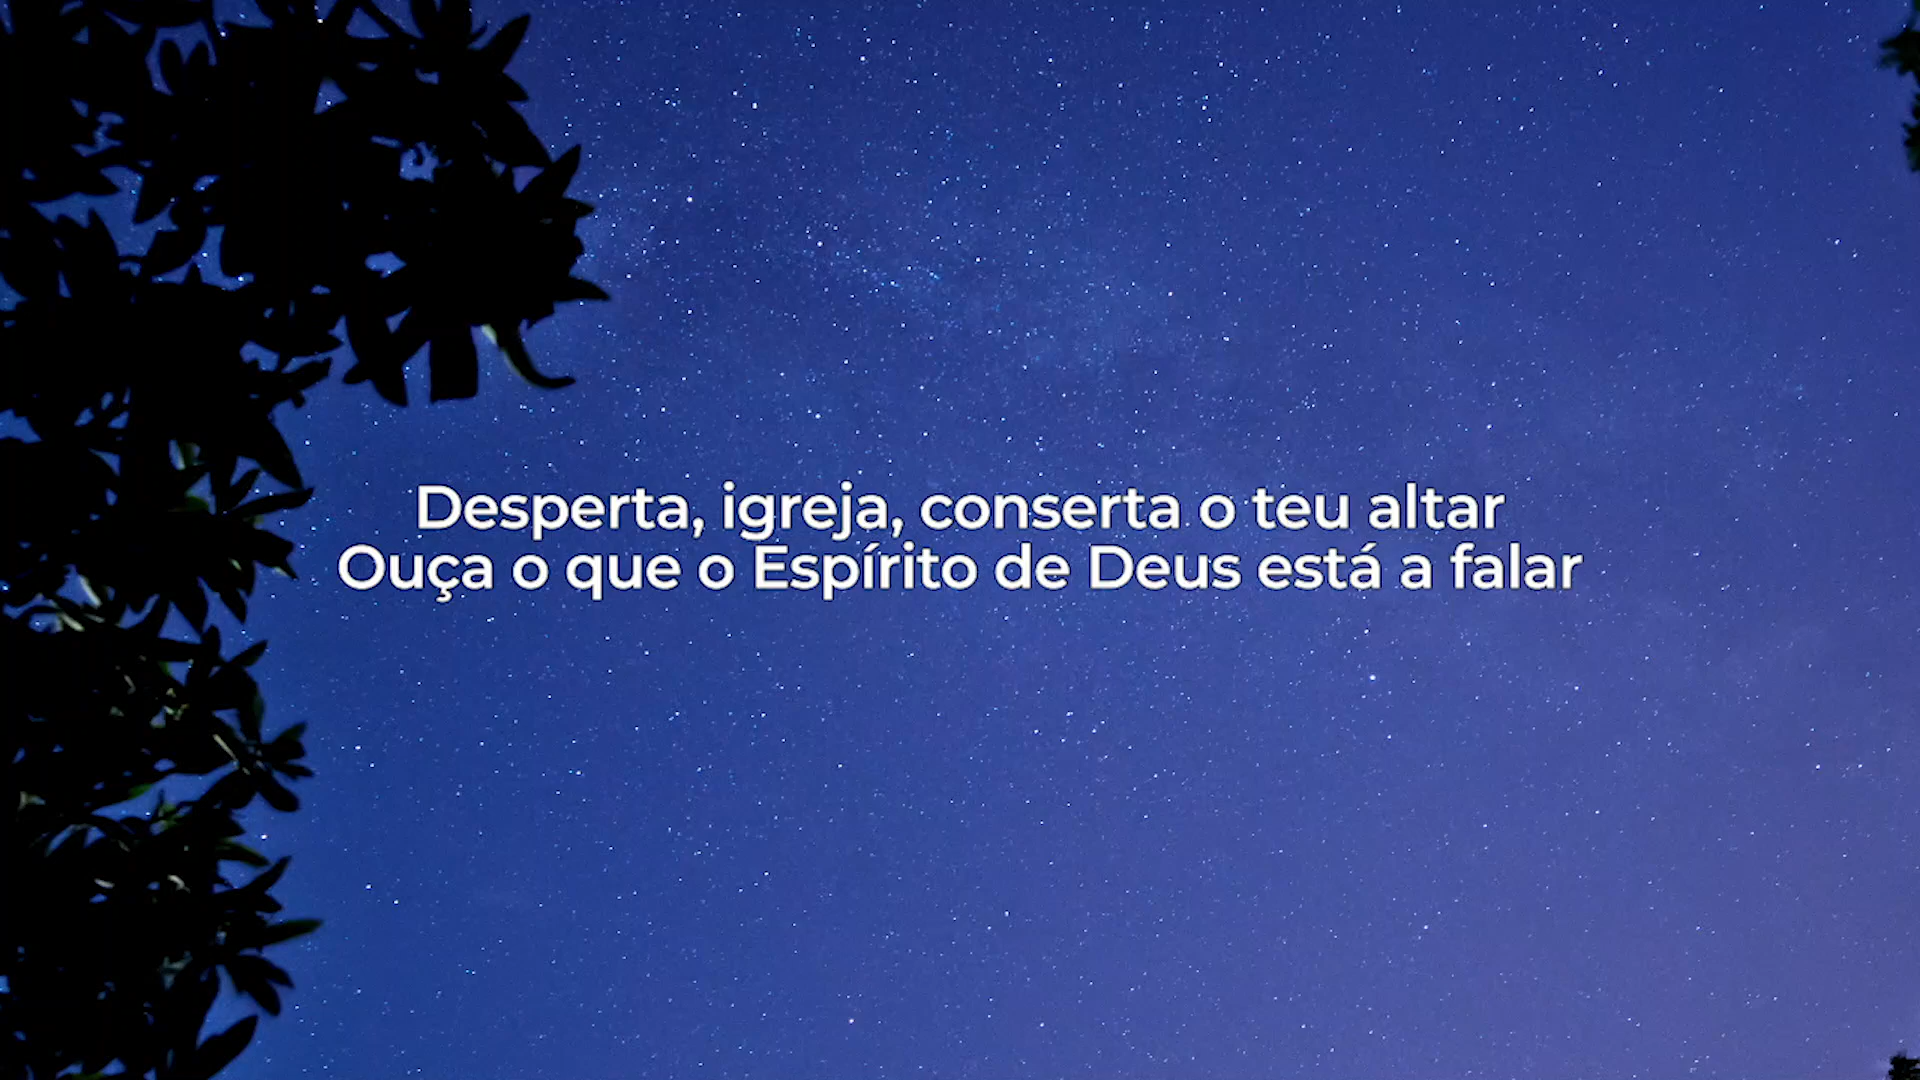 Desperta, igreja, conserta o teu altar
Ouça o que o Espírito de Deus está a falar